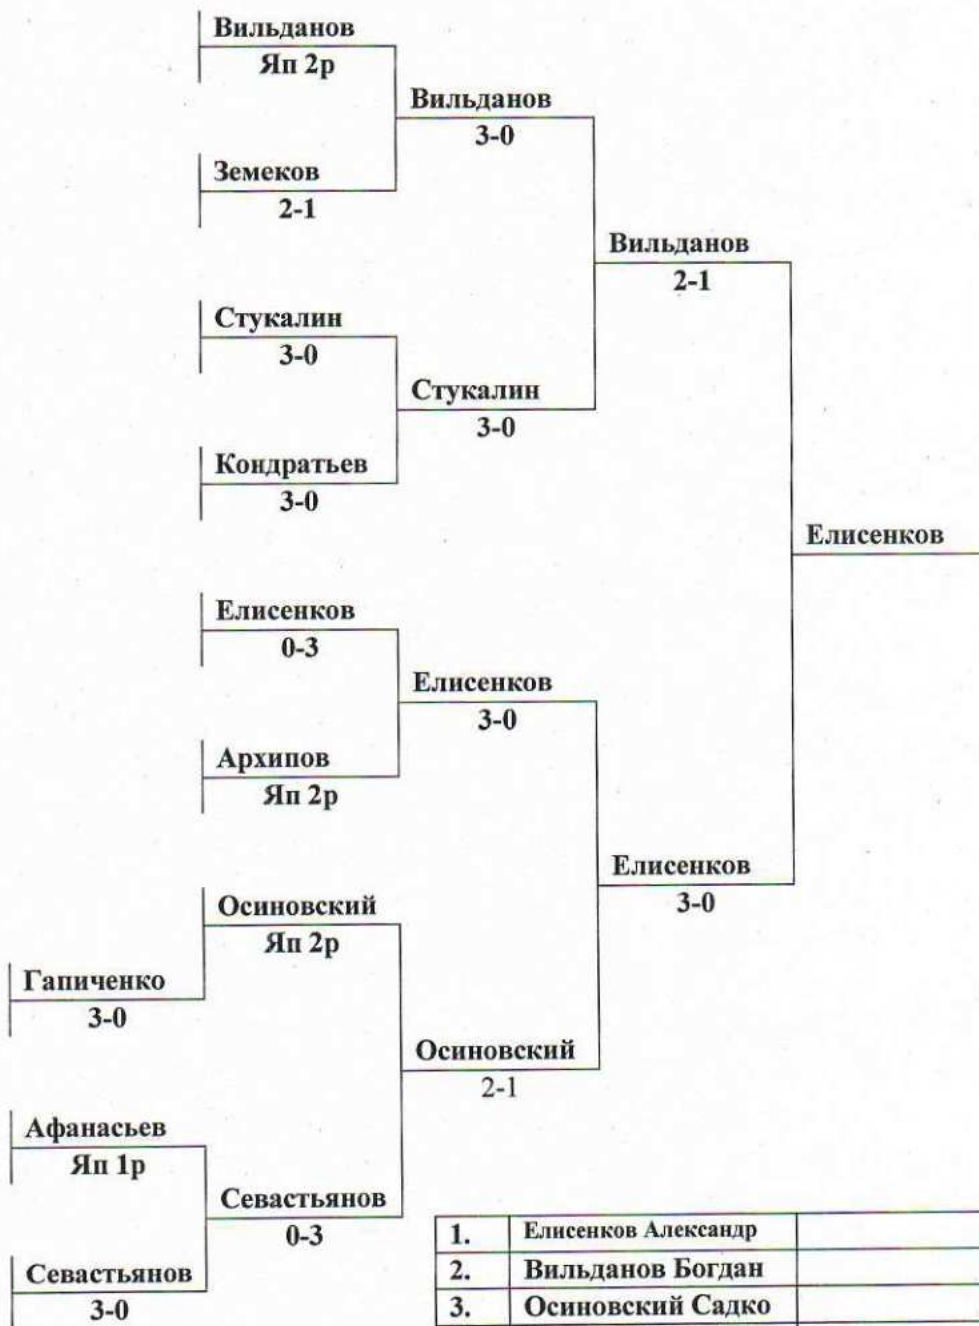 Вильданов
Яп 2р
Вильданов
3-0
Земеков
2-1
Вильданов
2-1
Стукалин
3-0
Стукалин
3-0
Кондратьев
3-0
Елисенков
Елисенков
0-3
Елисенков
3-0
Архипов
Яп 2р
Елисенков
3-0
Осиновский
Яп 2р
Гапиченко
3-0
Осиновский
2-1
Афанасьев
Яп 1р
Севастьянов
0-3
Севастьянов
3-0
1. Елисенков Александр
2. Вильданов Богдан
3. Осиновский Садко